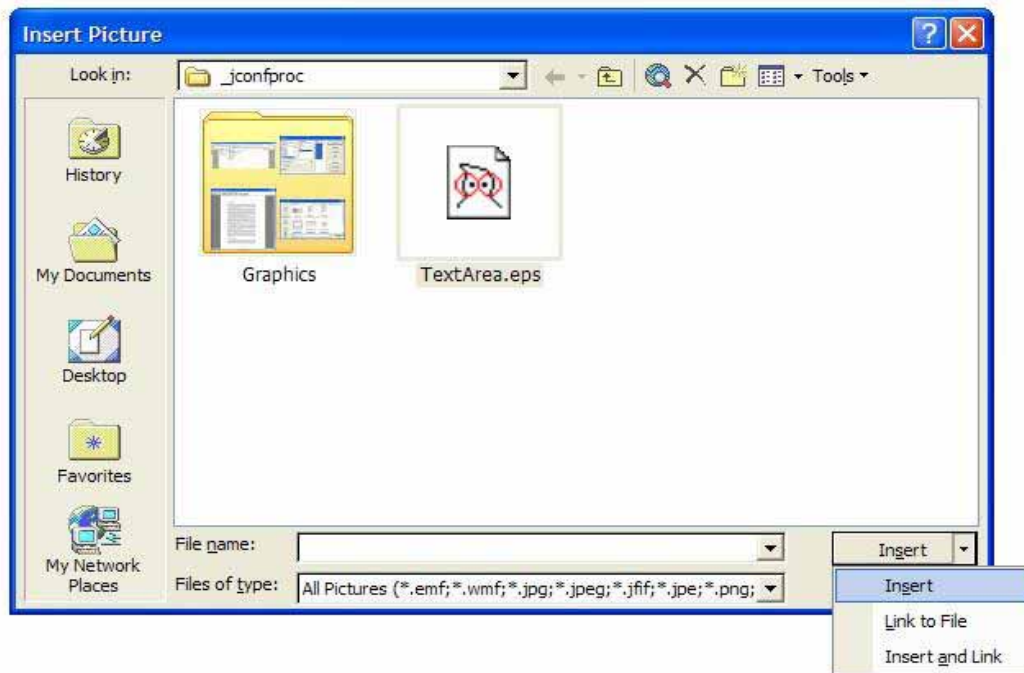 Insert Picture
Look in:
_jconfproc
Tools
History
My Documents
Desktop
Favorites
My Network
Places
Graphics
TextArea.eps
File name:
Insert
Files of type:
All Pictures (*.emf;*.wmf;*.jpg;*.jpeg;*.jfif;*.jpe;*.png;
Insert
Link to File
Insert and Link